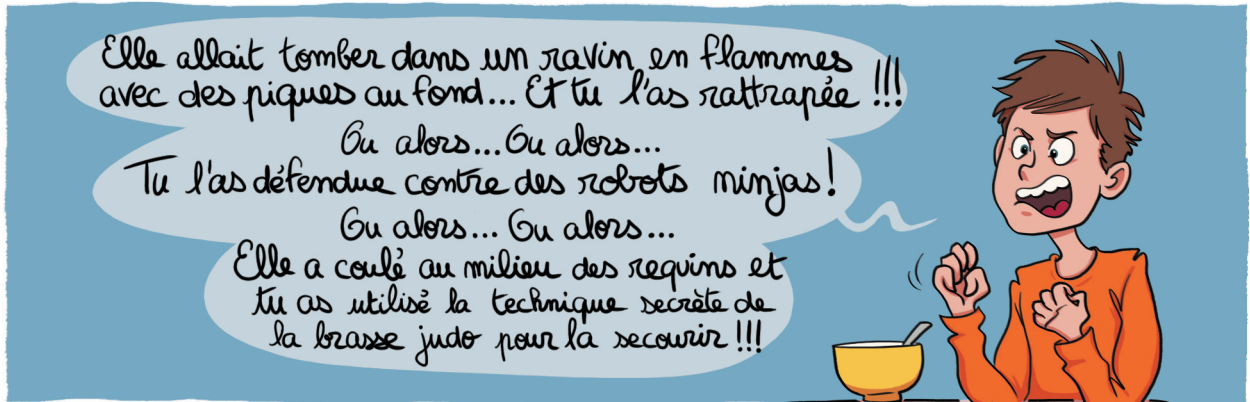 Elle allait tomber dans un ravin en flammes
avec des piques au fond... Et tu l'as rattrapée !!!
Ou alors... Ou alors...
Tu l'as défendue contre des robots ninjas !
Ou alors... Ou alors...
Elle a coulé au milieu des requins et
tu as utilisé la technique secrète de
la brasse judo pour la secourir !!!